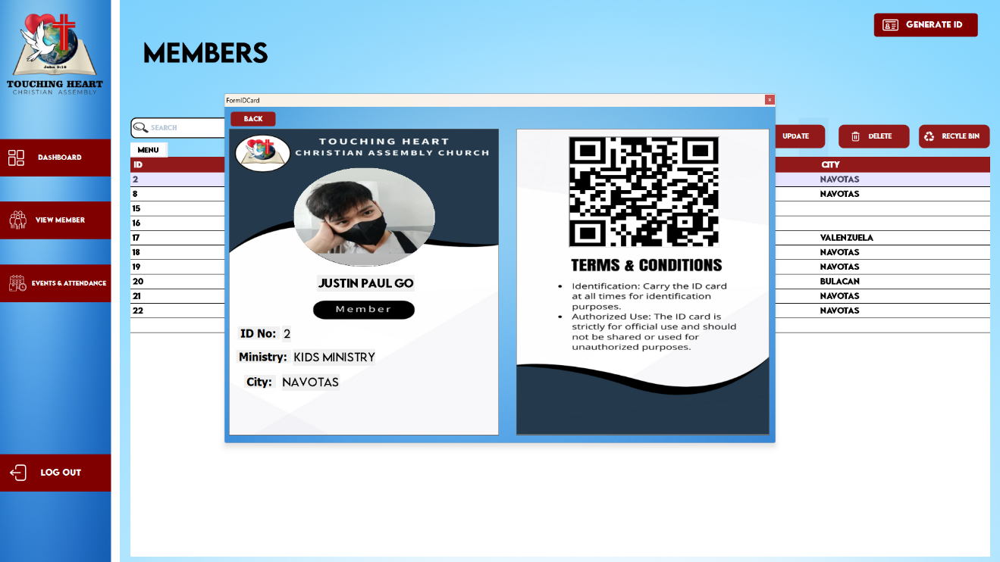 John 3:16
TOUCHING HEART
CHRISTIAN ASSEMBLY
DASHBOARD
VIEW MEMBER
EVENTS & ATTENDANCE
LOG OUT
MEMBERS
GENERATE ID
SEARCH
UPDATE
DELETE
RECYLE BIN
MENU
ID
CITY
2
NAVOTAS
8
NAVOTAS
15
16
17
VALENZUELA
18
NAVOTAS
19
NAVOTAS
20
BULACAN
21
NAVOTAS
22
NAVOTAS
FormIDCard
x
BACK
TOUCHING HEART
CHRISTIAN ASSEMBLY CHURCH
JUSTIN PAUL GO
Member
ID No: 2
Ministry: KIDS MINISTRY
City: NAVOTAS
TERMS & CONDITIONS
• Identification: Carry the ID card
at all times for identification
purposes.
• Authorized Use: The ID card is
strictly for official use and should
not be shared or used for
unauthorized purposes.